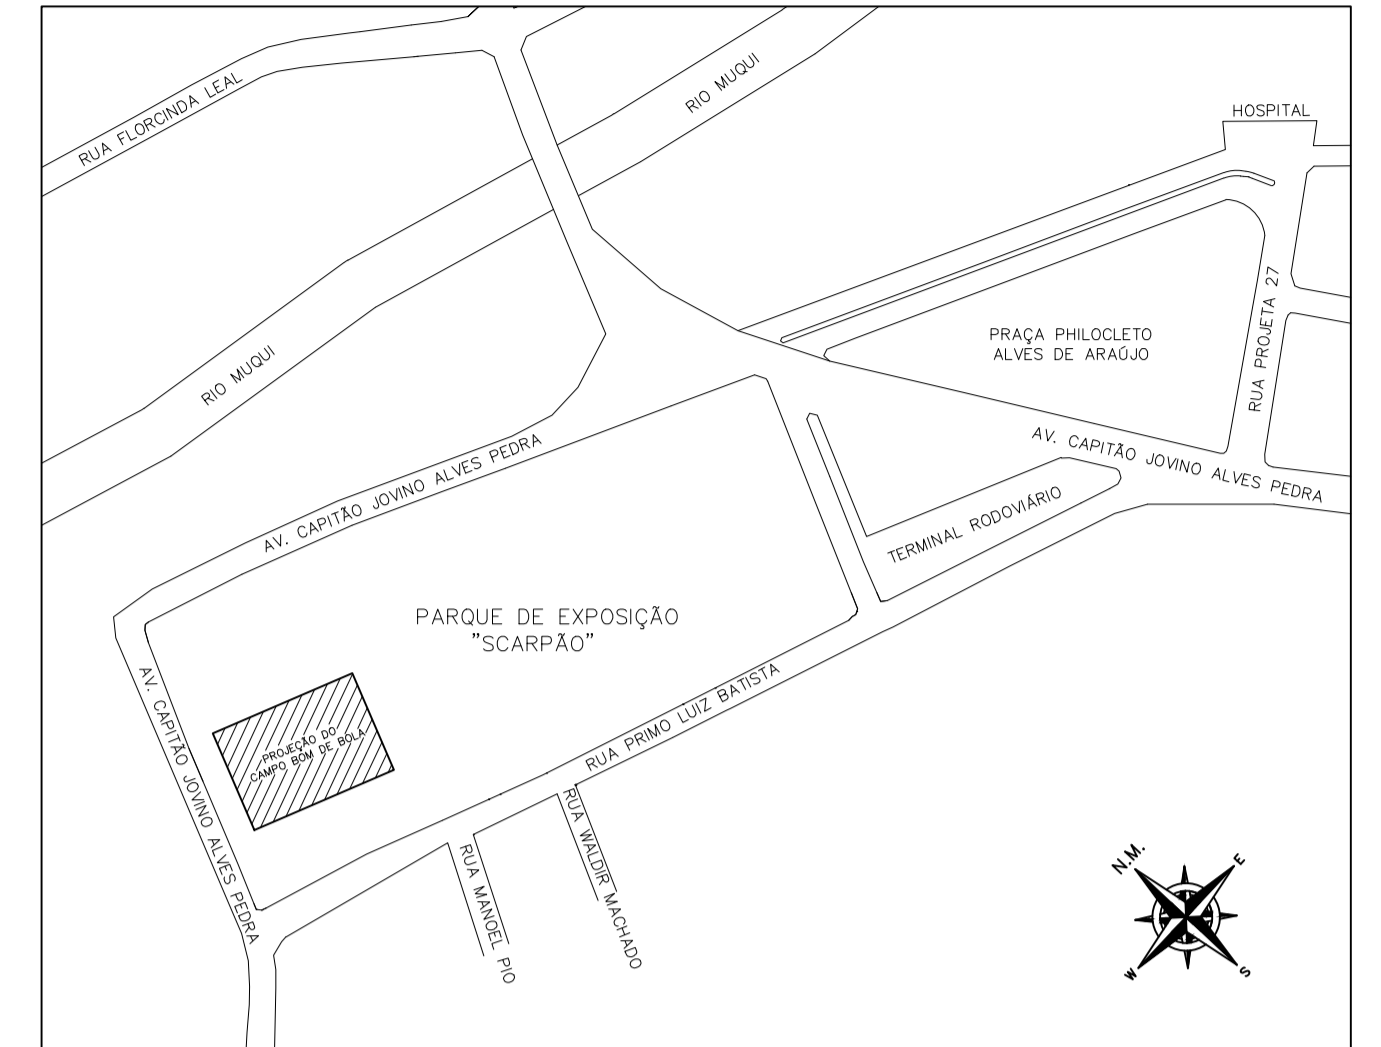 RUA FLORCINDA LEAL
RIO MUQUI
HOSPITAL
RIO MUQUI
PRAÇA PHILOCLETO
ALVES DE ARAÚJO
RUA PROJETA 27
AV. CAPITÃO JOVINO ALVES PEDRA
AV. CAPITÃO JOVINO ALVES PEDRA
TERMINAL RODOVIÁRIO
PARQUE DE EXPOSIÇÃO
"SCARPÃO"
AV. CAPITÃO JOVINO ALVES PEDRA
PROJEÇÃO DO
CAMPO BOM DE BOLA
RUA PRIMO LUIZ BATISTA
RUA WALDIR MACHADO
RUA MANOEL PIO
N.M.
E
W
S